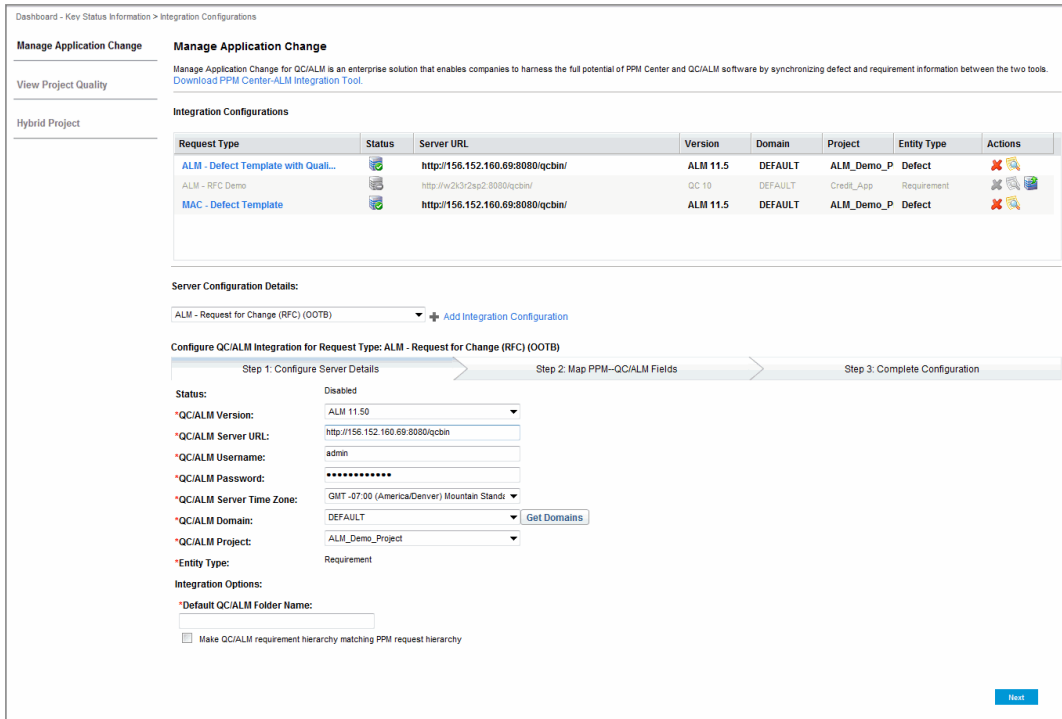 Dashboard - Key Status Information > Integration Configurations
Manage Application Change
View Project Quality
Hybrid Project
Manage Application Change
Manage Application Change for QC/ALM is an enterprise solution that enables companies to harness the full potential of PPM Center and QC/ALM software by synchronizing defect and requirement information between the two tools.
Download PPM Center-ALM Integration Tool.
Integration Configurations
Request Type Status Server URL Version Domain Project Entity Type Actions
ALM - Defect Template with Quali... http://156.152.160.69:8080/qcbin/ ALM 11.5 DEFAULT ALM_Demo_P Defect
ALM - RFC Demo http://w2k3r2sp2:8080/qcbin/ QC 10 DEFAULT Credit_App Requirement
MAC - Defect Template http://156.152.160.69:8080/qcbin/ ALM 11.5 DEFAULT ALM_Demo_P Defect
Server Configuration Details:
ALM - Request for Change (RFC) (OOTB) Add Integration Configuration
Configure QC/ALM Integration for Request Type: ALM - Request for Change (RFC) (OOTB)
Step 1: Configure Server Details Step 2: Map PPM--QC/ALM Fields Step 3: Complete Configuration
Status: Disabled
*QC/ALM Version: ALM 11.50
*QC/ALM Server URL: http://156.152.160.69:8080/qcbin
*QC/ALM Username: admin
*QC/ALM Password: ••••••••••••
*QC/ALM Server Time Zone: GMT -07:00 (America/Denver) Mountain Standa
*QC/ALM Domain: DEFAULT Get Domains
*QC/ALM Project: ALM_Demo_Project
*Entity Type: Requirement
Integration Options:
*Default QC/ALM Folder Name:
Make QC/ALM requirement hierarchy matching PPM request hierarchy
Next